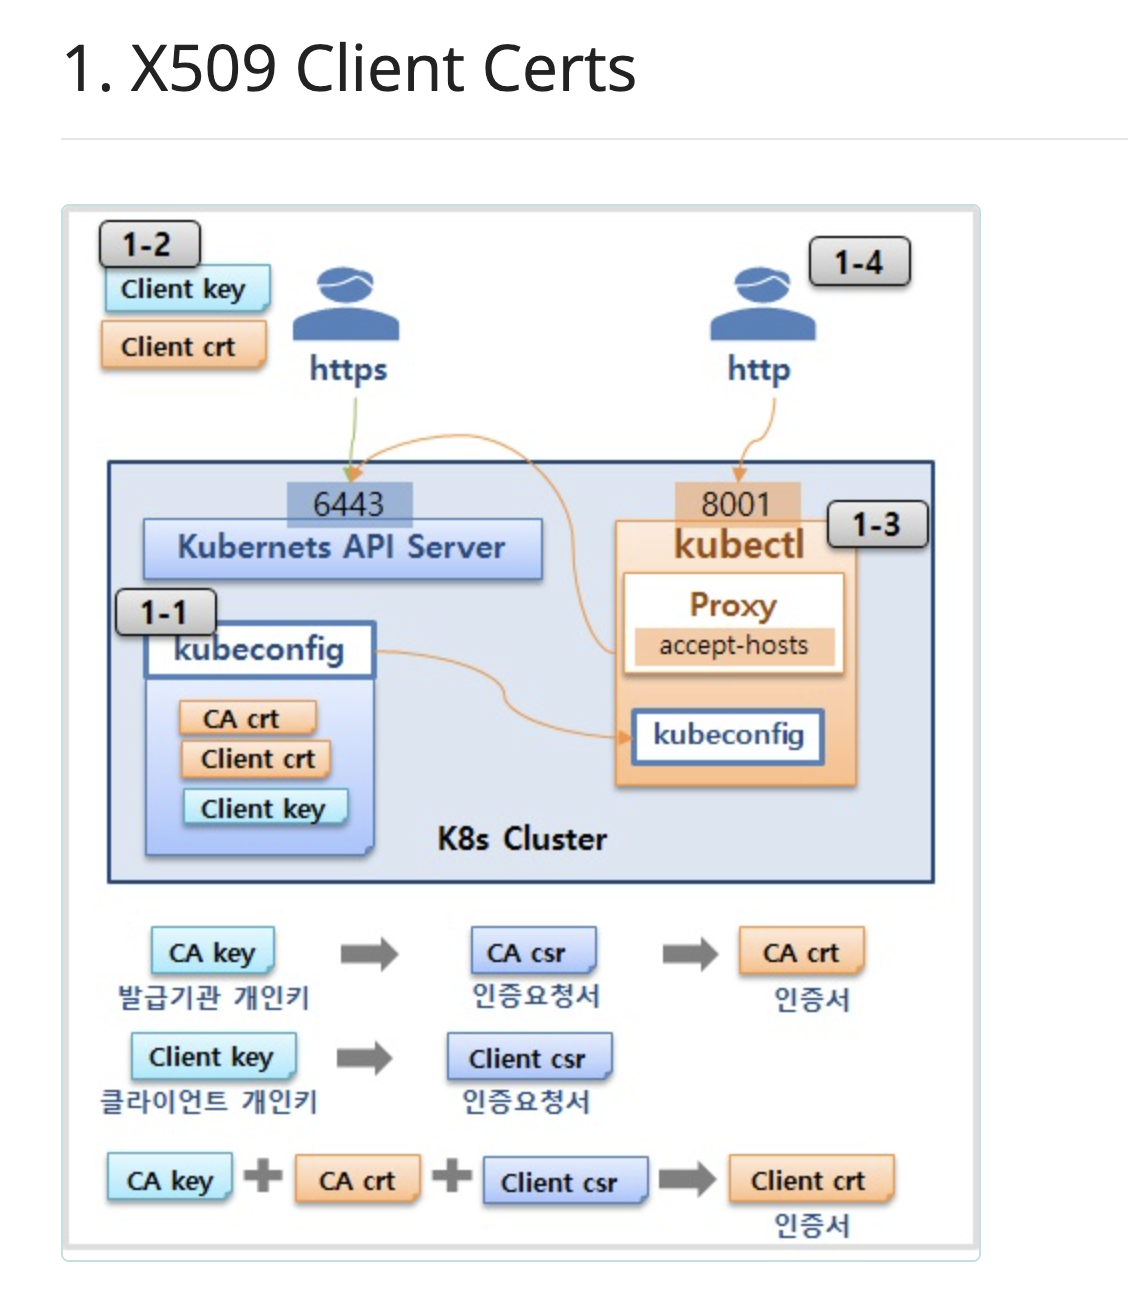 1. X509 Client Certs
1-2
Client key
Client crt
https
1-4
http
6443
Kubernets API Server
8001
kubectl
1-3
Proxy
accept-hosts
kubeconfig
1-1
kubeconfig
CA crt
Client crt
Client key
K8s Cluster
CA key
발급기관 개인키
CA csr
인증요청서
CA crt
인증서
Client key
클라이언트 개인키
Client csr
인증요청서
CA key
CA crt
Client csr
Client crt
인증서